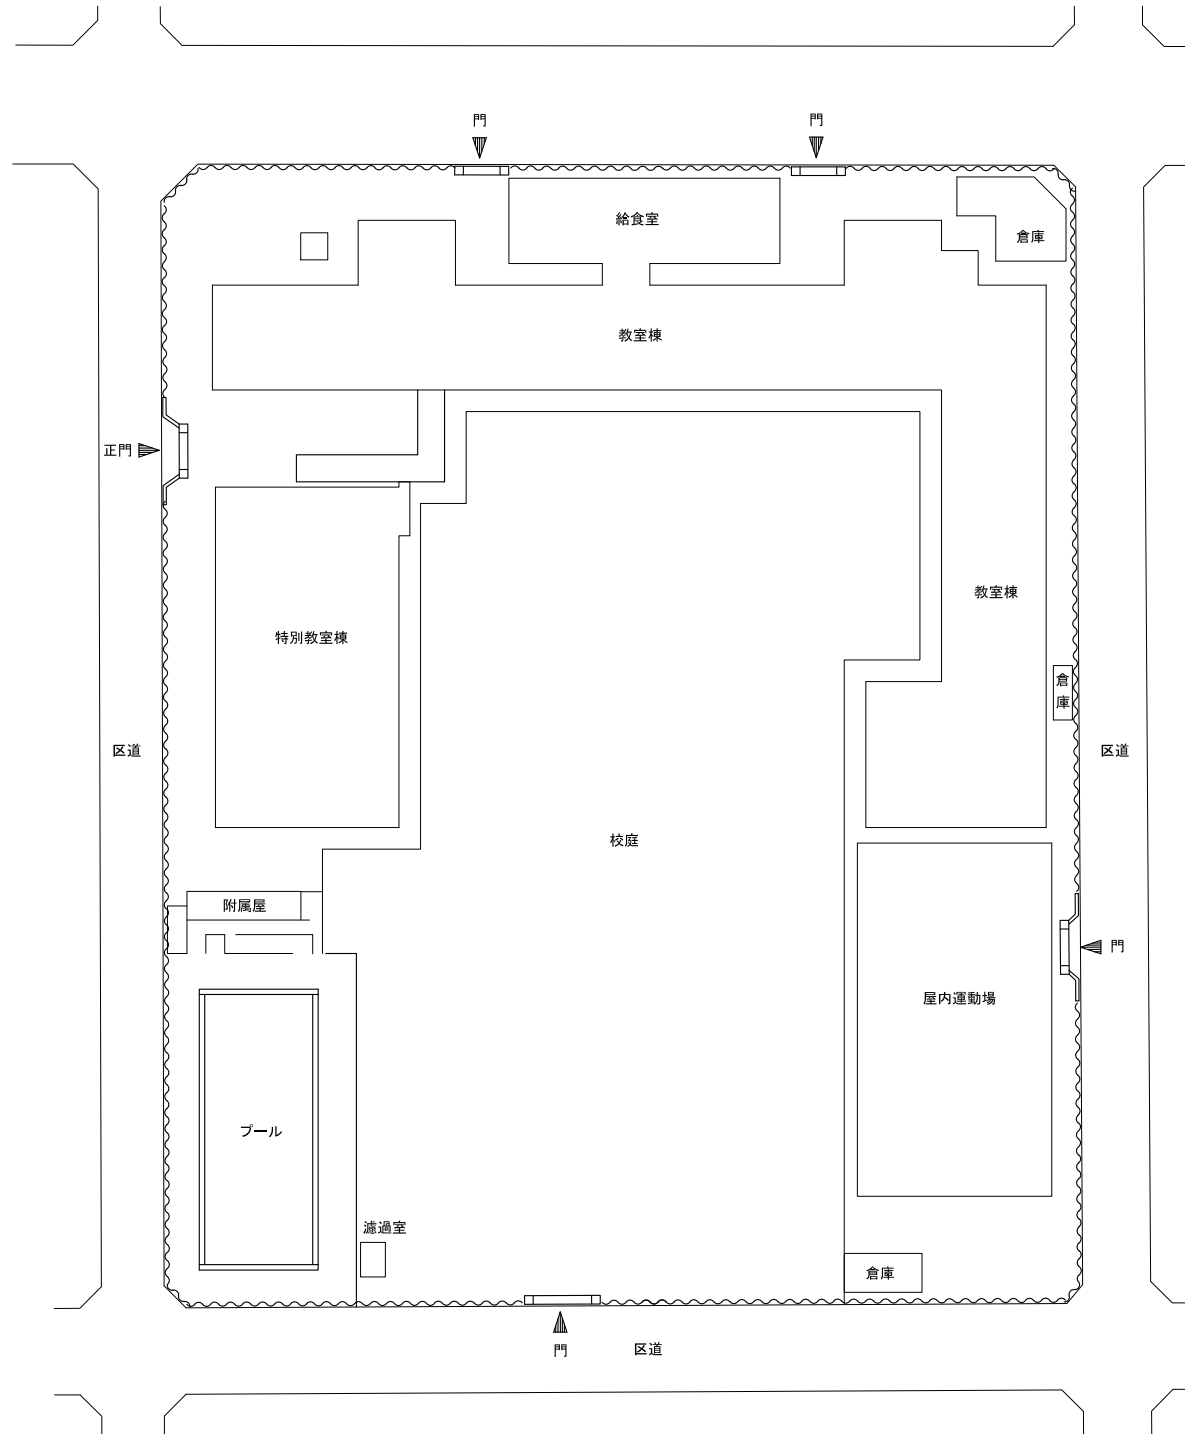 門
門
給食室
倉庫
教室棟
正門
教室棟
特別教室棟
倉庫
区道
区道
校庭
附属屋
門
屋内運動場
プール
濾過室
倉庫
門
区道